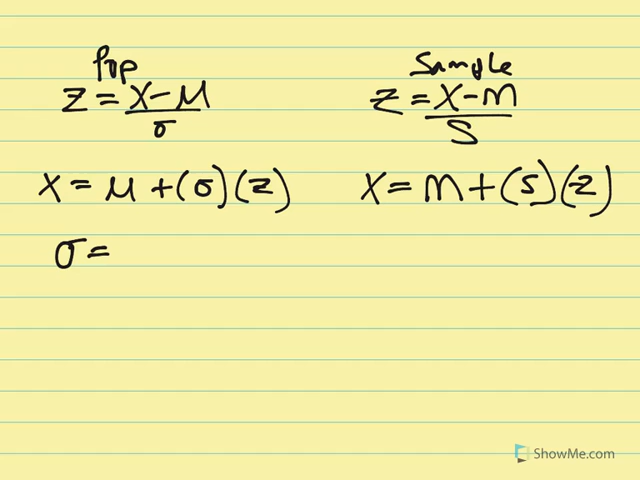 Pop
z = x - μ / σ
x = μ + (σ)(z)
σ =
Sample
z = x - m / s
x = m + (s)(z)
ShowMe.com